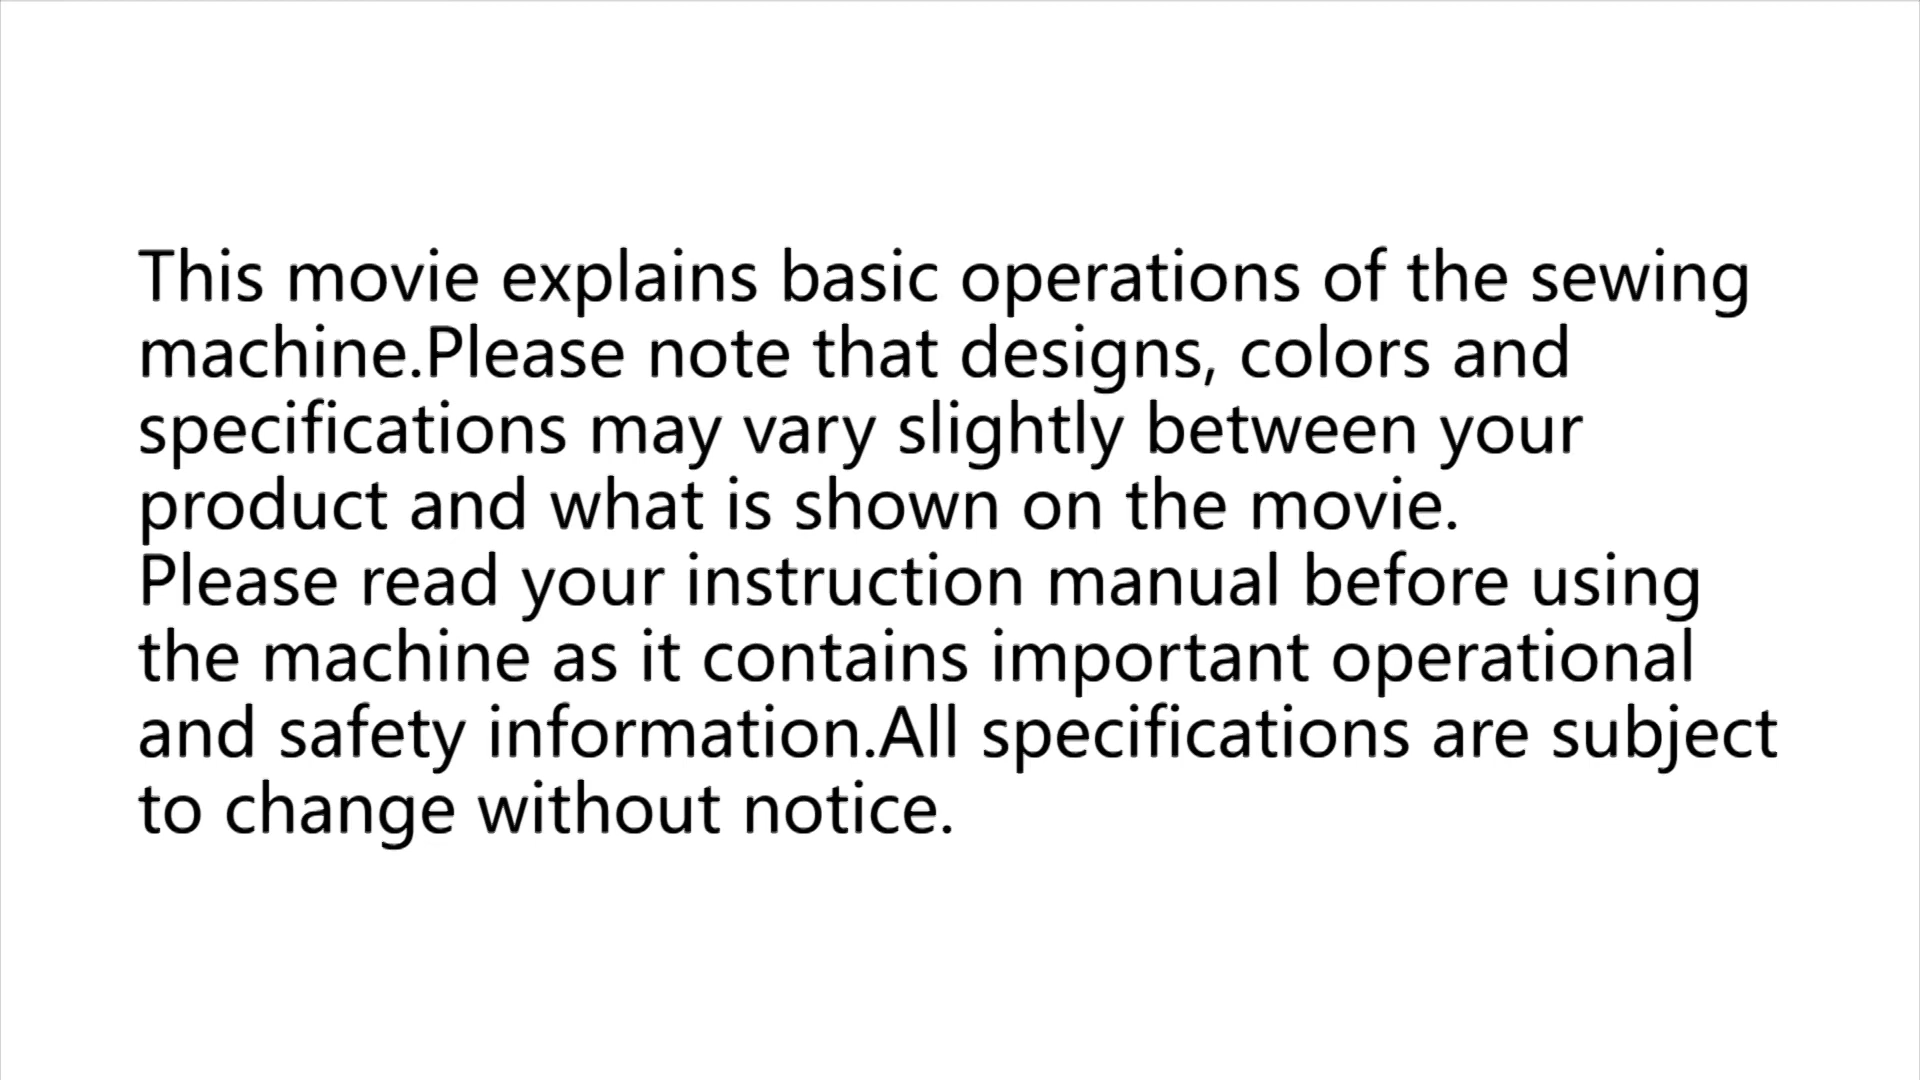 This movie explains basic operations of the sewing
machine.Please note that designs, colors and
specifications may vary slightly between your
product and what is shown on the movie.
Please read your instruction manual before using
the machine as it contains important operational
and safety information.All specifications are subject
to change without notice.